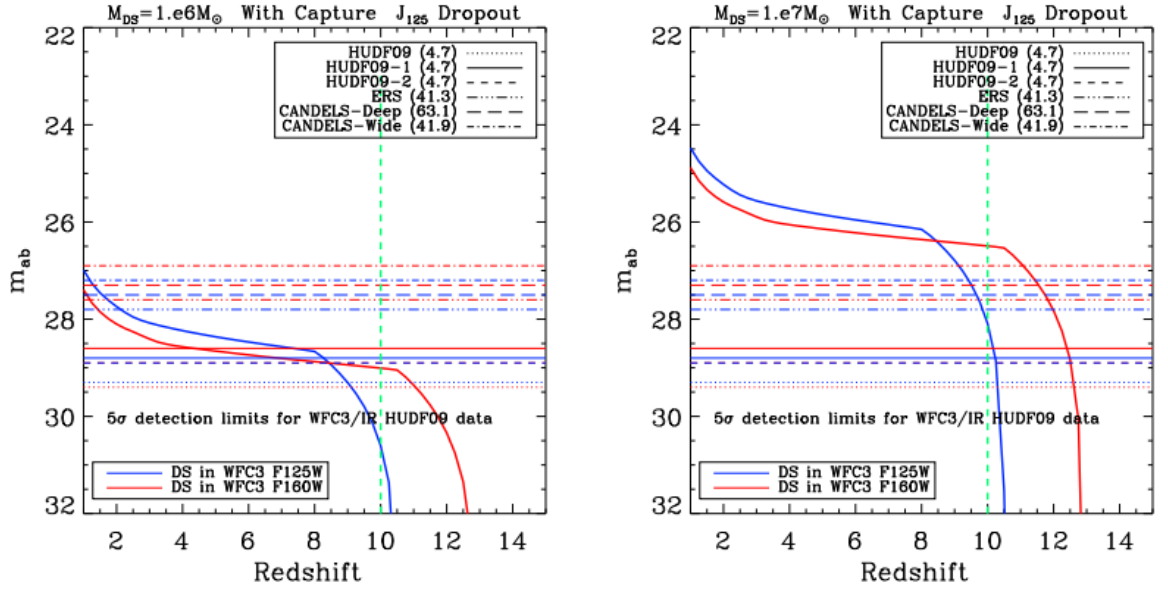 M_DS=1.e6M_⊙ With Capture J_125 Dropout
22
24
26
28
30
32
m_ab
HUDF09 (4.7)
HUDF09-1 (4.7)
HUDF09-2 (4.7)
ERS (41.3)
CANDELS-Deep (63.1)
CANDELS-Wide (41.9)
5σ detection limits for WFC3/IR HUDF09 data
DS in WFC3 F125W
DS in WFC3 F160W
2 4 6 8 10 12 14
Redshift
M_DS=1.e7M_⊙ With Capture J_125 Dropout
22
24
26
28
30
32
m_ab
HUDF09 (4.7)
HUDF09-1 (4.7)
HUDF09-2 (4.7)
ERS (41.3)
CANDELS-Deep (63.1)
CANDELS-Wide (41.9)
5σ detection limits for WFC3/IR HUDF09 data
DS in WFC3 F125W
DS in WFC3 F160W
2 4 6 8 10 12 14
Redshift